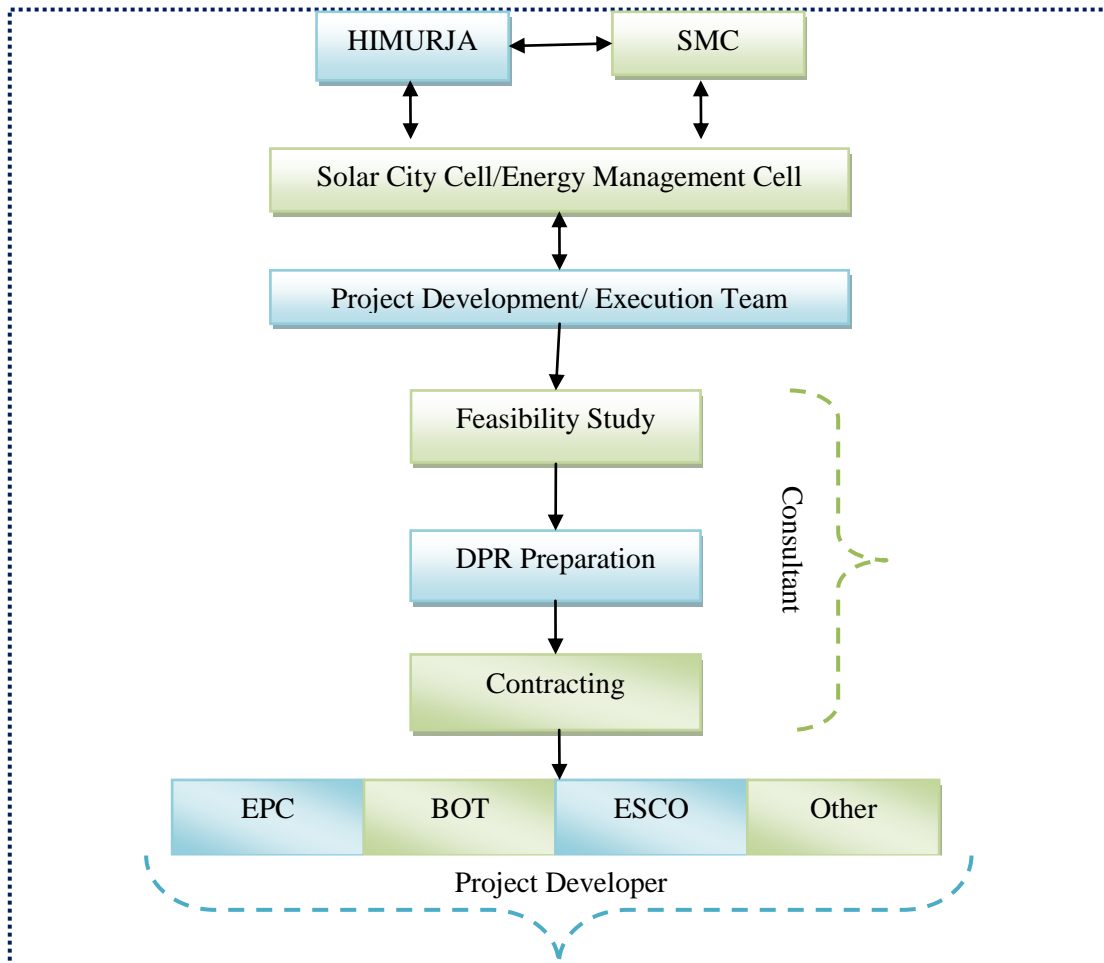 HIMURJA
SMC
Solar City Cell/Energy Management Cell
Project Development/ Execution Team
Feasibility Study
DPR Preparation
Contracting
Consultant
EPC
BOT
ESCO
Other
Project Developer